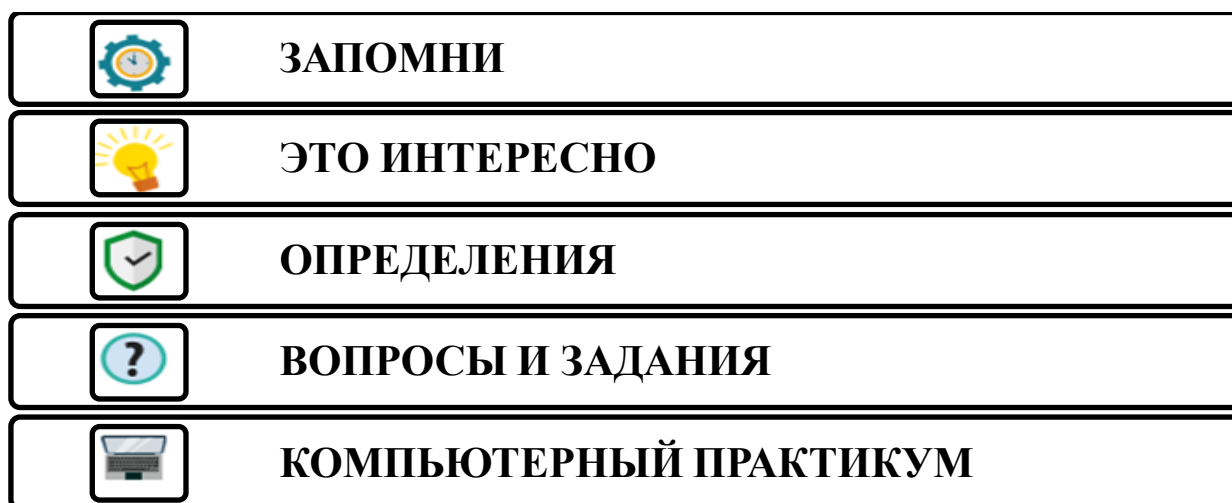 ЗАПОМНИ
ЭТО ИНТЕРЕСНО
ОПРЕДЕЛЕНИЯ
ВОПРОСЫ И ЗАДАНИЯ
КОМПЬЮТЕРНЫЙ ПРАКТИКУМ